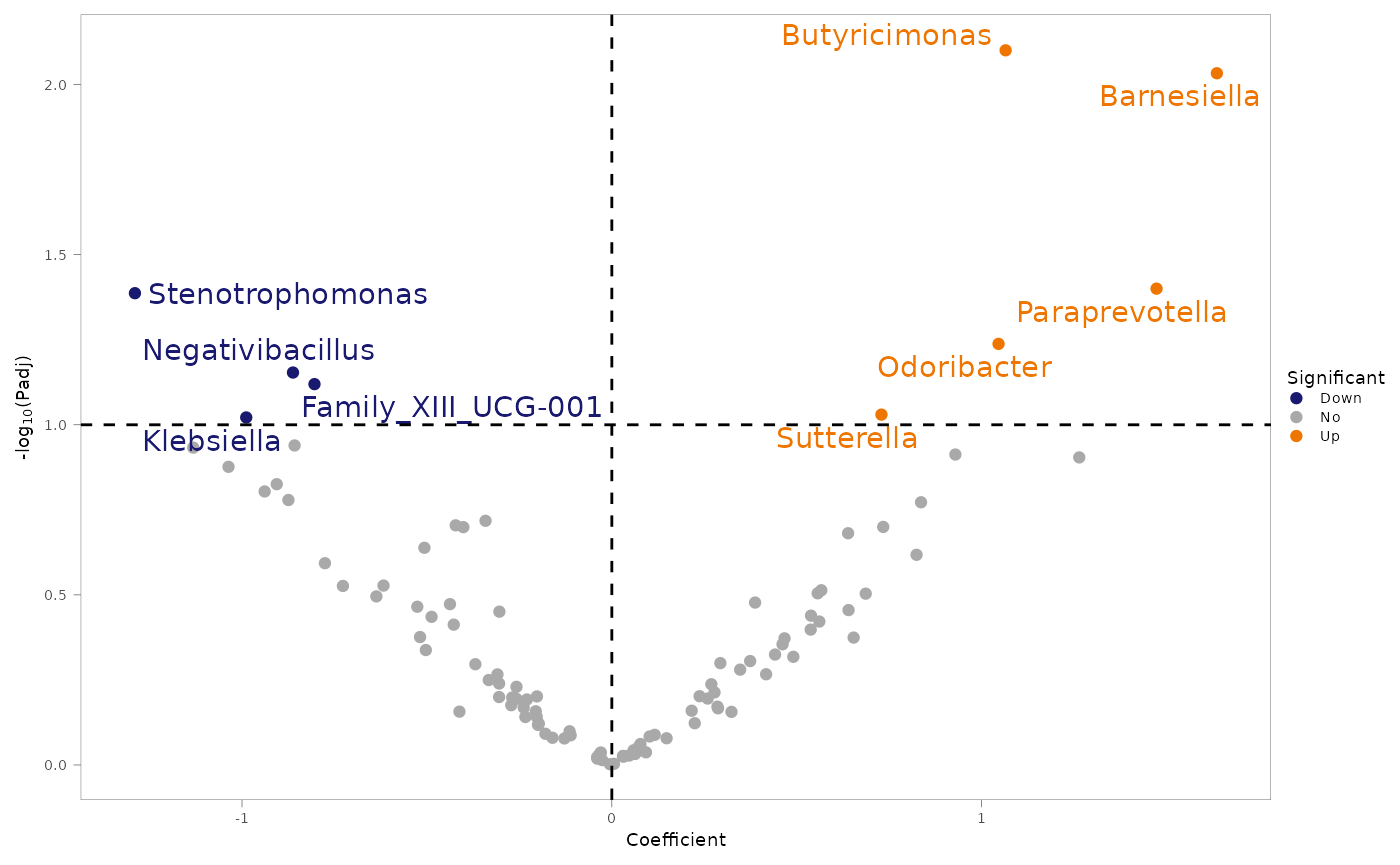 Butyricimonas
Barnesiella
Stenotrophomonas
Paraprevotella
Negativibacillus
Odoribacter
Family_XIII_UCG-001
Sutterella
Klebsiella
2.0
1.5
1.0
0.5
0.0
-1
0
1
Coefficient
-log10(Padj)
Significant
Down
No
Up